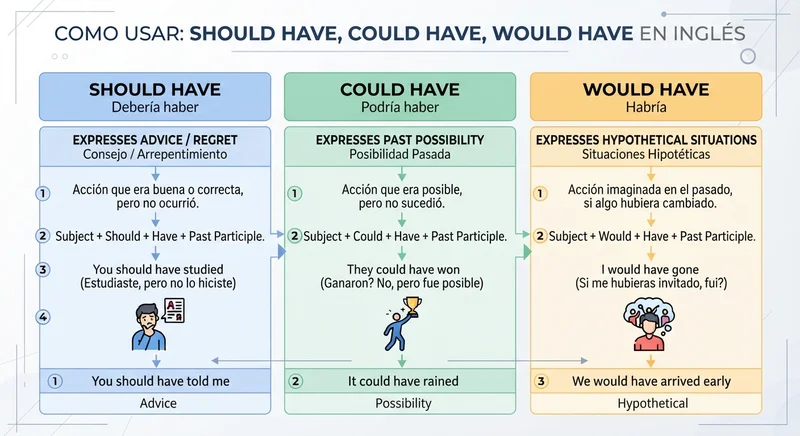 COMO USAR: SHOULD HAVE, COULD HAVE, WOULD HAVE EN INGLÉS
SHOULD HAVE
Debería haber
EXPRESSES ADVICE / REGRET
Consejo / Arrepentimiento
1 Acción que era buena o correcta,
pero no ocurrió.
2 Subject + Should + Have + Past Participle.
3 You should have studied
(Estudiaste, pero no lo hiciste)
4
A
A
1 You should have told me
Advice
COULD HAVE
Podría haber
EXPRESSES PAST POSSIBILITY
Posibilidad Pasada
1 Acción que era posible,
pero no sucedió.
2 Subject + Could + Have + Past Participle.
They could have won
(Ganaron? No, pero fue posible)
2 It could have rained
Possibility
WOULD HAVE
Habría
EXPRESSES HYPOTHETICAL SITUATIONS
Situaciones Hipotéticas
1 Acción imaginada en el pasado,
si algo hubiera cambiado.
2 Subject + Would + Have + Past Participle.
I would have gone
(Si me hubieras invitado, fui?)
3 We would have arrived early
Hypothetical